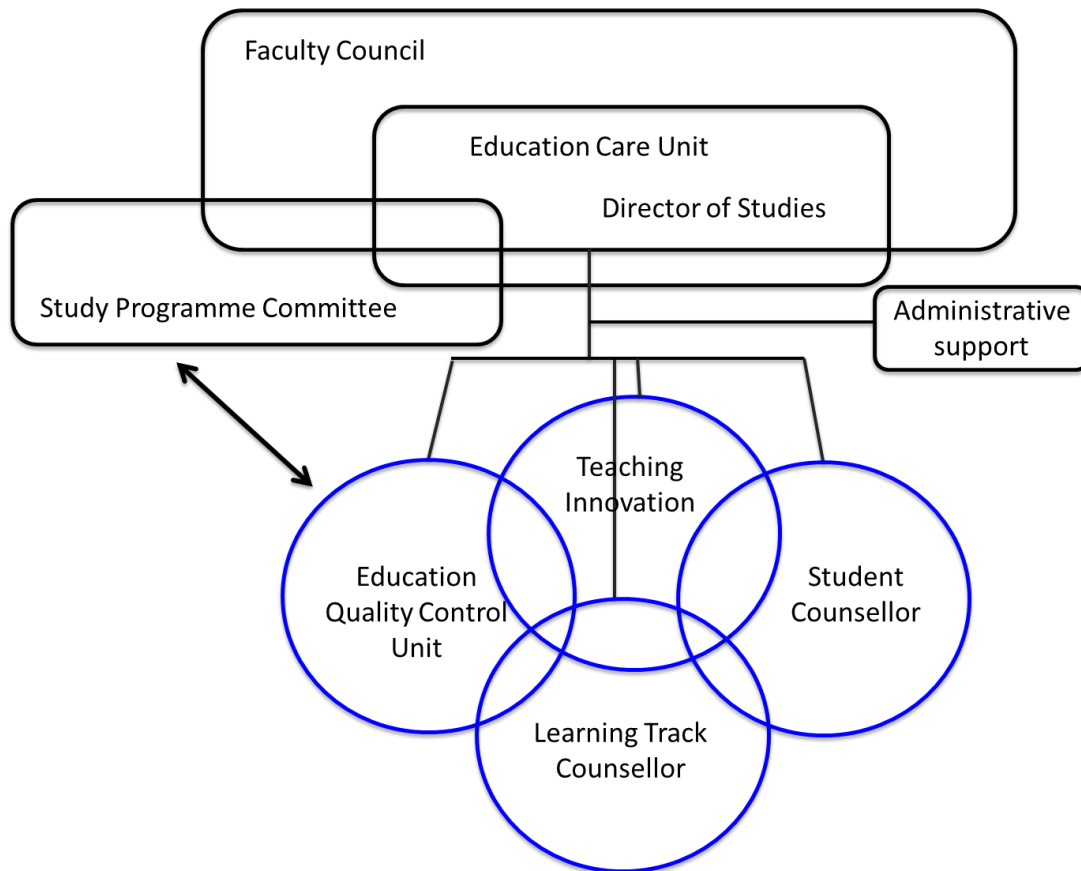 Faculty Council
Education Care Unit
Director of Studies
Study Programme Committee
Administrative
support
Teaching
Innovation
Education
Quality Control
Unit
Student
Counsellor
Learning Track
Counsellor